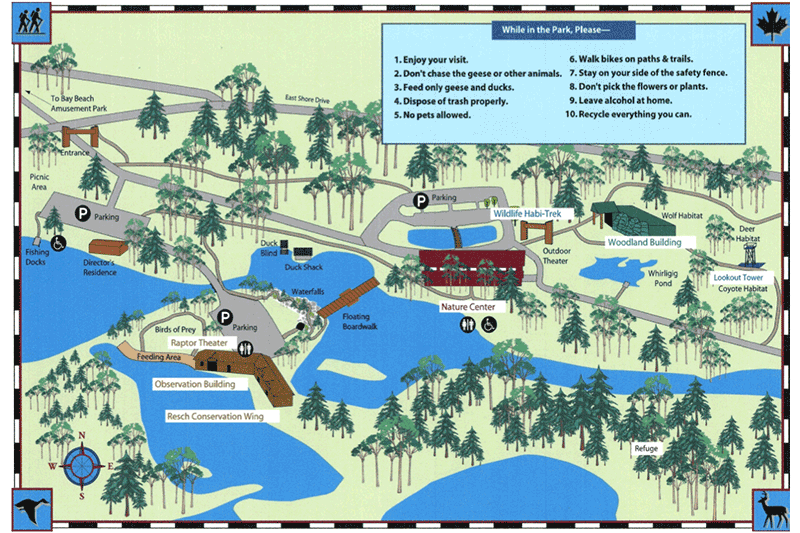 While in the Park, Please—
1. Enjoy your visit.
2. Don't chase the geese or other animals.
3. Feed only geese and ducks.
4. Dispose of trash properly.
5. No pets allowed.
6. Walk bikes on paths & trails.
7. Stay on your side of the safety fence.
8. Don't pick the flowers or plants.
9. Leave alcohol at home.
10. Recycle everything you can.
To Bay Beach
Amusement Park
East Shore Drive
Entrance
Picnic
Area
P Parking
P
Parking
Wildlife Habi-Trek
Wolf Habitat
Woodland Building
Deer
Habitat
Lookout Tower
Coyote Habitat
Outdoor
Theater
Whirligig
Pond
Fishing
Docks
Director's
Residence
Duck
Blind
Duck Shack
Waterfalls
Floating
Boardwalk
Nature Center
Birds of Prey
P
Parking
Raptor Theater
Feeding Area
Observation Building
Resch Conservation Wing
Refuge
N
W
E
S